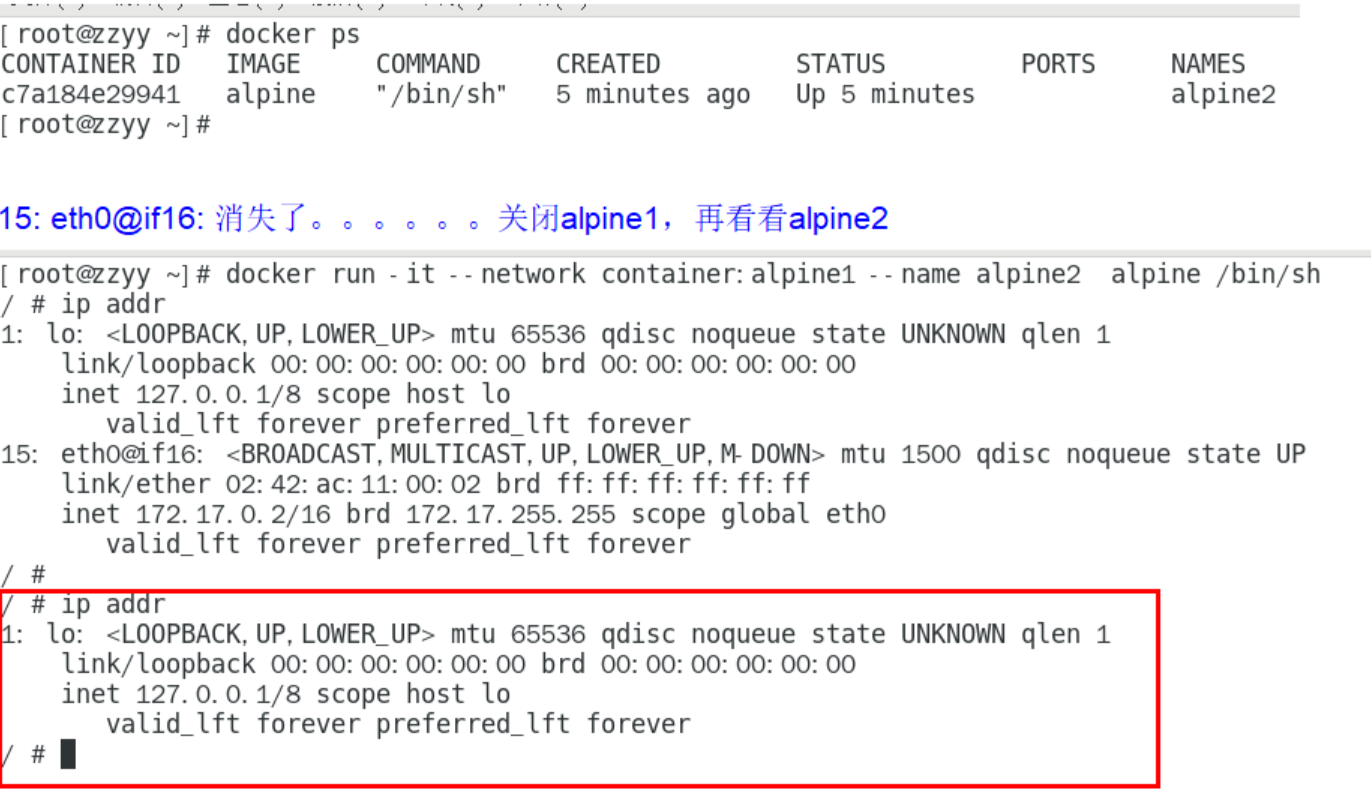 [root@zzyy ~]# docker ps
CONTAINER ID   IMAGE     COMMAND     CREATED         STATUS         PORTS     NAMES
c7a184e29941   alpine    "/bin/sh"   5 minutes ago   Up 5 minutes             alpine2
[root@zzyy ~]#
15: eth0@if16: 消失了。。。。。。关闭alpine1，再看看alpine2
[root@zzyy ~]# docker run -it --network container:alpine1 --name alpine2  alpine /bin/sh
/ # ip addr
1: lo: <LOOPBACK,UP,LOWER_UP> mtu 65536 qdisc noqueue state UNKNOWN qlen 1
    link/loopback 00:00:00:00:00:00 brd 00:00:00:00:00:00
    inet 127.0.0.1/8 scope host lo
       valid_lft forever preferred_lft forever
15: eth0@if16: <BROADCAST,MULTICAST,UP,LOWER_UP,M-DOWN> mtu 1500 qdisc noqueue state UP
    link/ether 02:42:ac:11:00:02 brd ff:ff:ff:ff:ff:ff
    inet 172.17.0.2/16 brd 172.17.255.255 scope global eth0
       valid_lft forever preferred_lft forever
/ #
/ # ip addr
1: lo: <LOOPBACK,UP,LOWER_UP> mtu 65536 qdisc noqueue state UNKNOWN qlen 1
    link/loopback 00:00:00:00:00:00 brd 00:00:00:00:00:00
    inet 127.0.0.1/8 scope host lo
       valid_lft forever preferred_lft forever
/ #